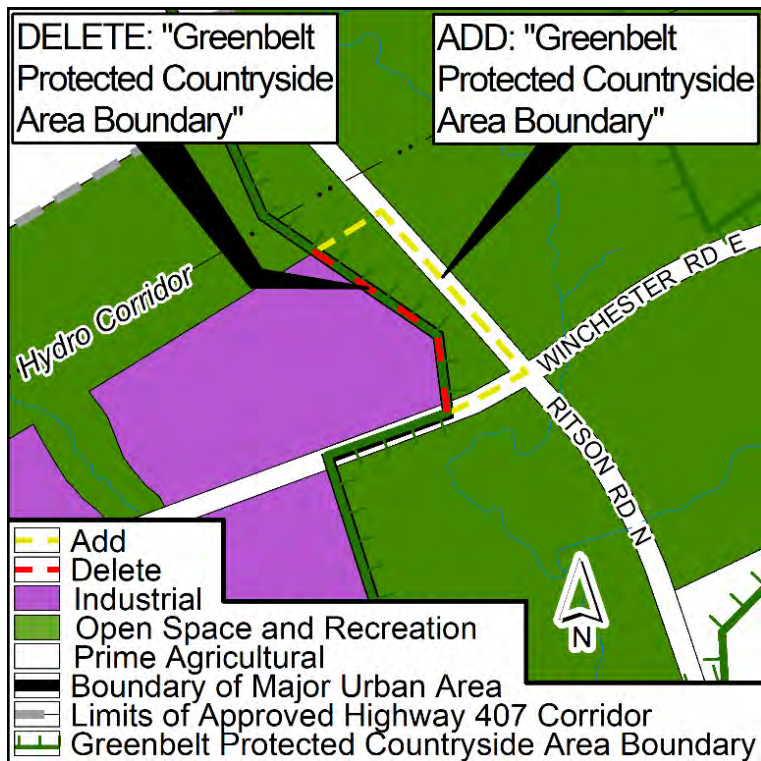 DELETE: "Greenbelt
Protected Countryside
Area Boundary"
ADD: "Greenbelt
Protected Countryside
Area Boundary"
Hydro Corridor
WINCHESTER RD E
RITSON RD N
Add
Delete
Industrial
Open Space and Recreation
Prime Agricultural
Boundary of Major Urban Area
Limits of Approved Highway 407 Corridor
Greenbelt Protected Countryside Area Boundary
N